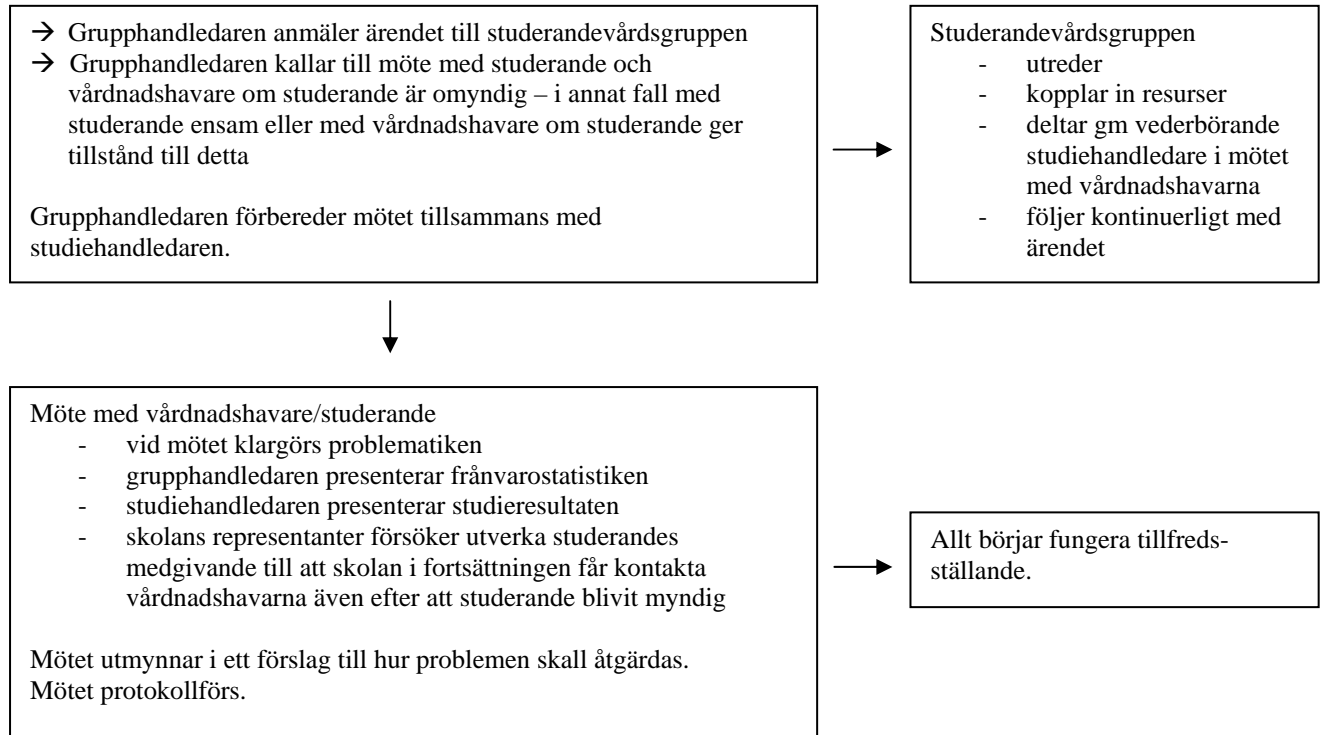 → Grupphandledaren anmäler ärendet till studerandevårdsgruppen
→ Grupphandledaren kallar till möte med studerande och
vårdnadshavare om studerande är omyndig – i annat fall med
studerande ensam eller med vårdnadshavare om studerande ger
tillstånd till detta
Grupphandledaren förbereder mötet tillsammans med
studiehandledaren.
Studerandevårdsgruppen
- utreder
- kopplar in resurser
- deltar gm vederbörande
studiehandledare i mötet
med vårdnadshavarna
- följer kontinuerligt med
ärendet
Möte med vårdnadshavare/studerande
- vid mötet klargörs problematiken
- grupphandledaren presenterar frånvarostatistiken
- studiehandledaren presenterar studieresultaten
- skolans representanter försöker utverka studerandes
medgivande till att skolan i fortsättningen får kontakta
vårdnadshavarna även efter att studerande blivit myndig
Mötet utmynnar i ett förslag till hur problemen skall åtgärdas.
Mötet protokollförs.
Allt börjar fungera tillfreds-
ställande.